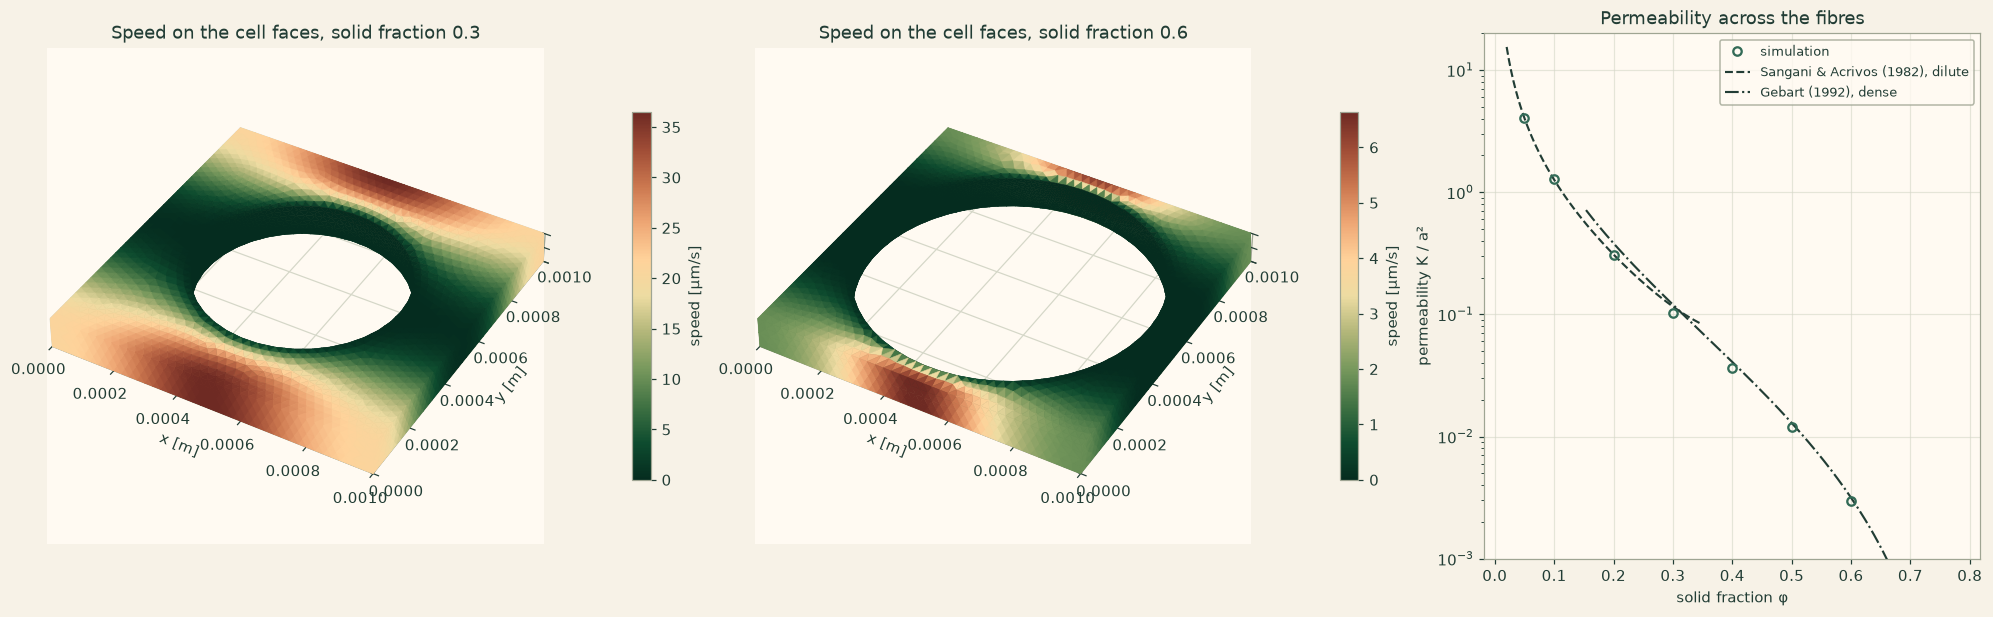 Speed on the cell faces, solid fraction 0.3
0.0000
0.0002
0.0004
0.0006
0.0008
0.0010
x [m]
0.0000
0.0002
0.0004
0.0006
0.0008
0.0010
y [m]
35
30
25
20
15
10
5
0
speed [μm/s]
Speed on the cell faces, solid fraction 0.6
0.0000
0.0002
0.0004
0.0006
0.0008
0.0010
x [m]
0.0000
0.0002
0.0004
0.0006
0.0008
0.0010
y [m]
6
5
4
3
2
1
0
speed [μm/s]
Permeability across the fibres
simulation
Sangani & Acrivos (1982), dilute
Gebart (1992), dense
10¹
10⁰
10⁻¹
10⁻²
10⁻³
permeability K / a²
0.0 0.1 0.2 0.3 0.4 0.5 0.6 0.7 0.8
solid fraction φ